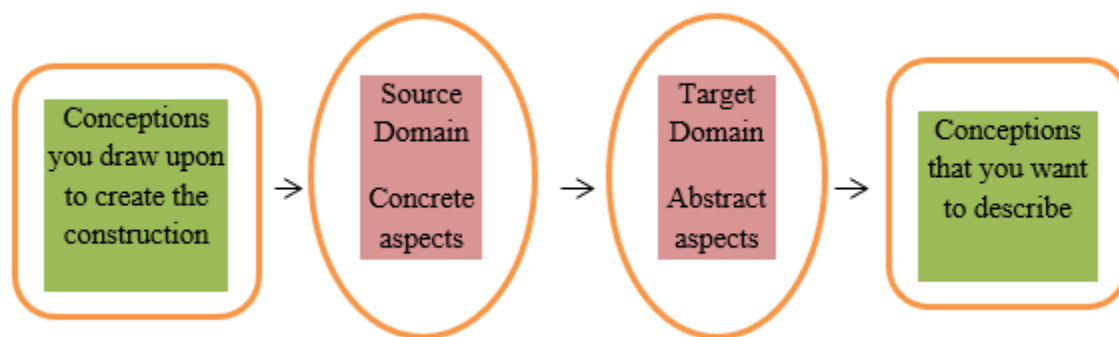 Conceptions
you draw upon
to create the
construction
Source
Domain
Concrete
aspects
Target
Domain
Abstract
aspects
Conceptions
that you want
to describe